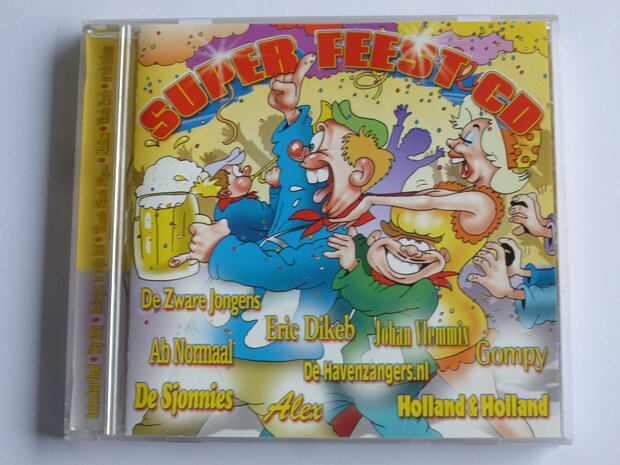 SUPER FEEST CD
De Zware Jongens
Eric Dikeb
Johan Vlemmix
Ab Normaal
Gompy
De Havenzangers.nl
De Sjonnies
Alex
Holland & Holland